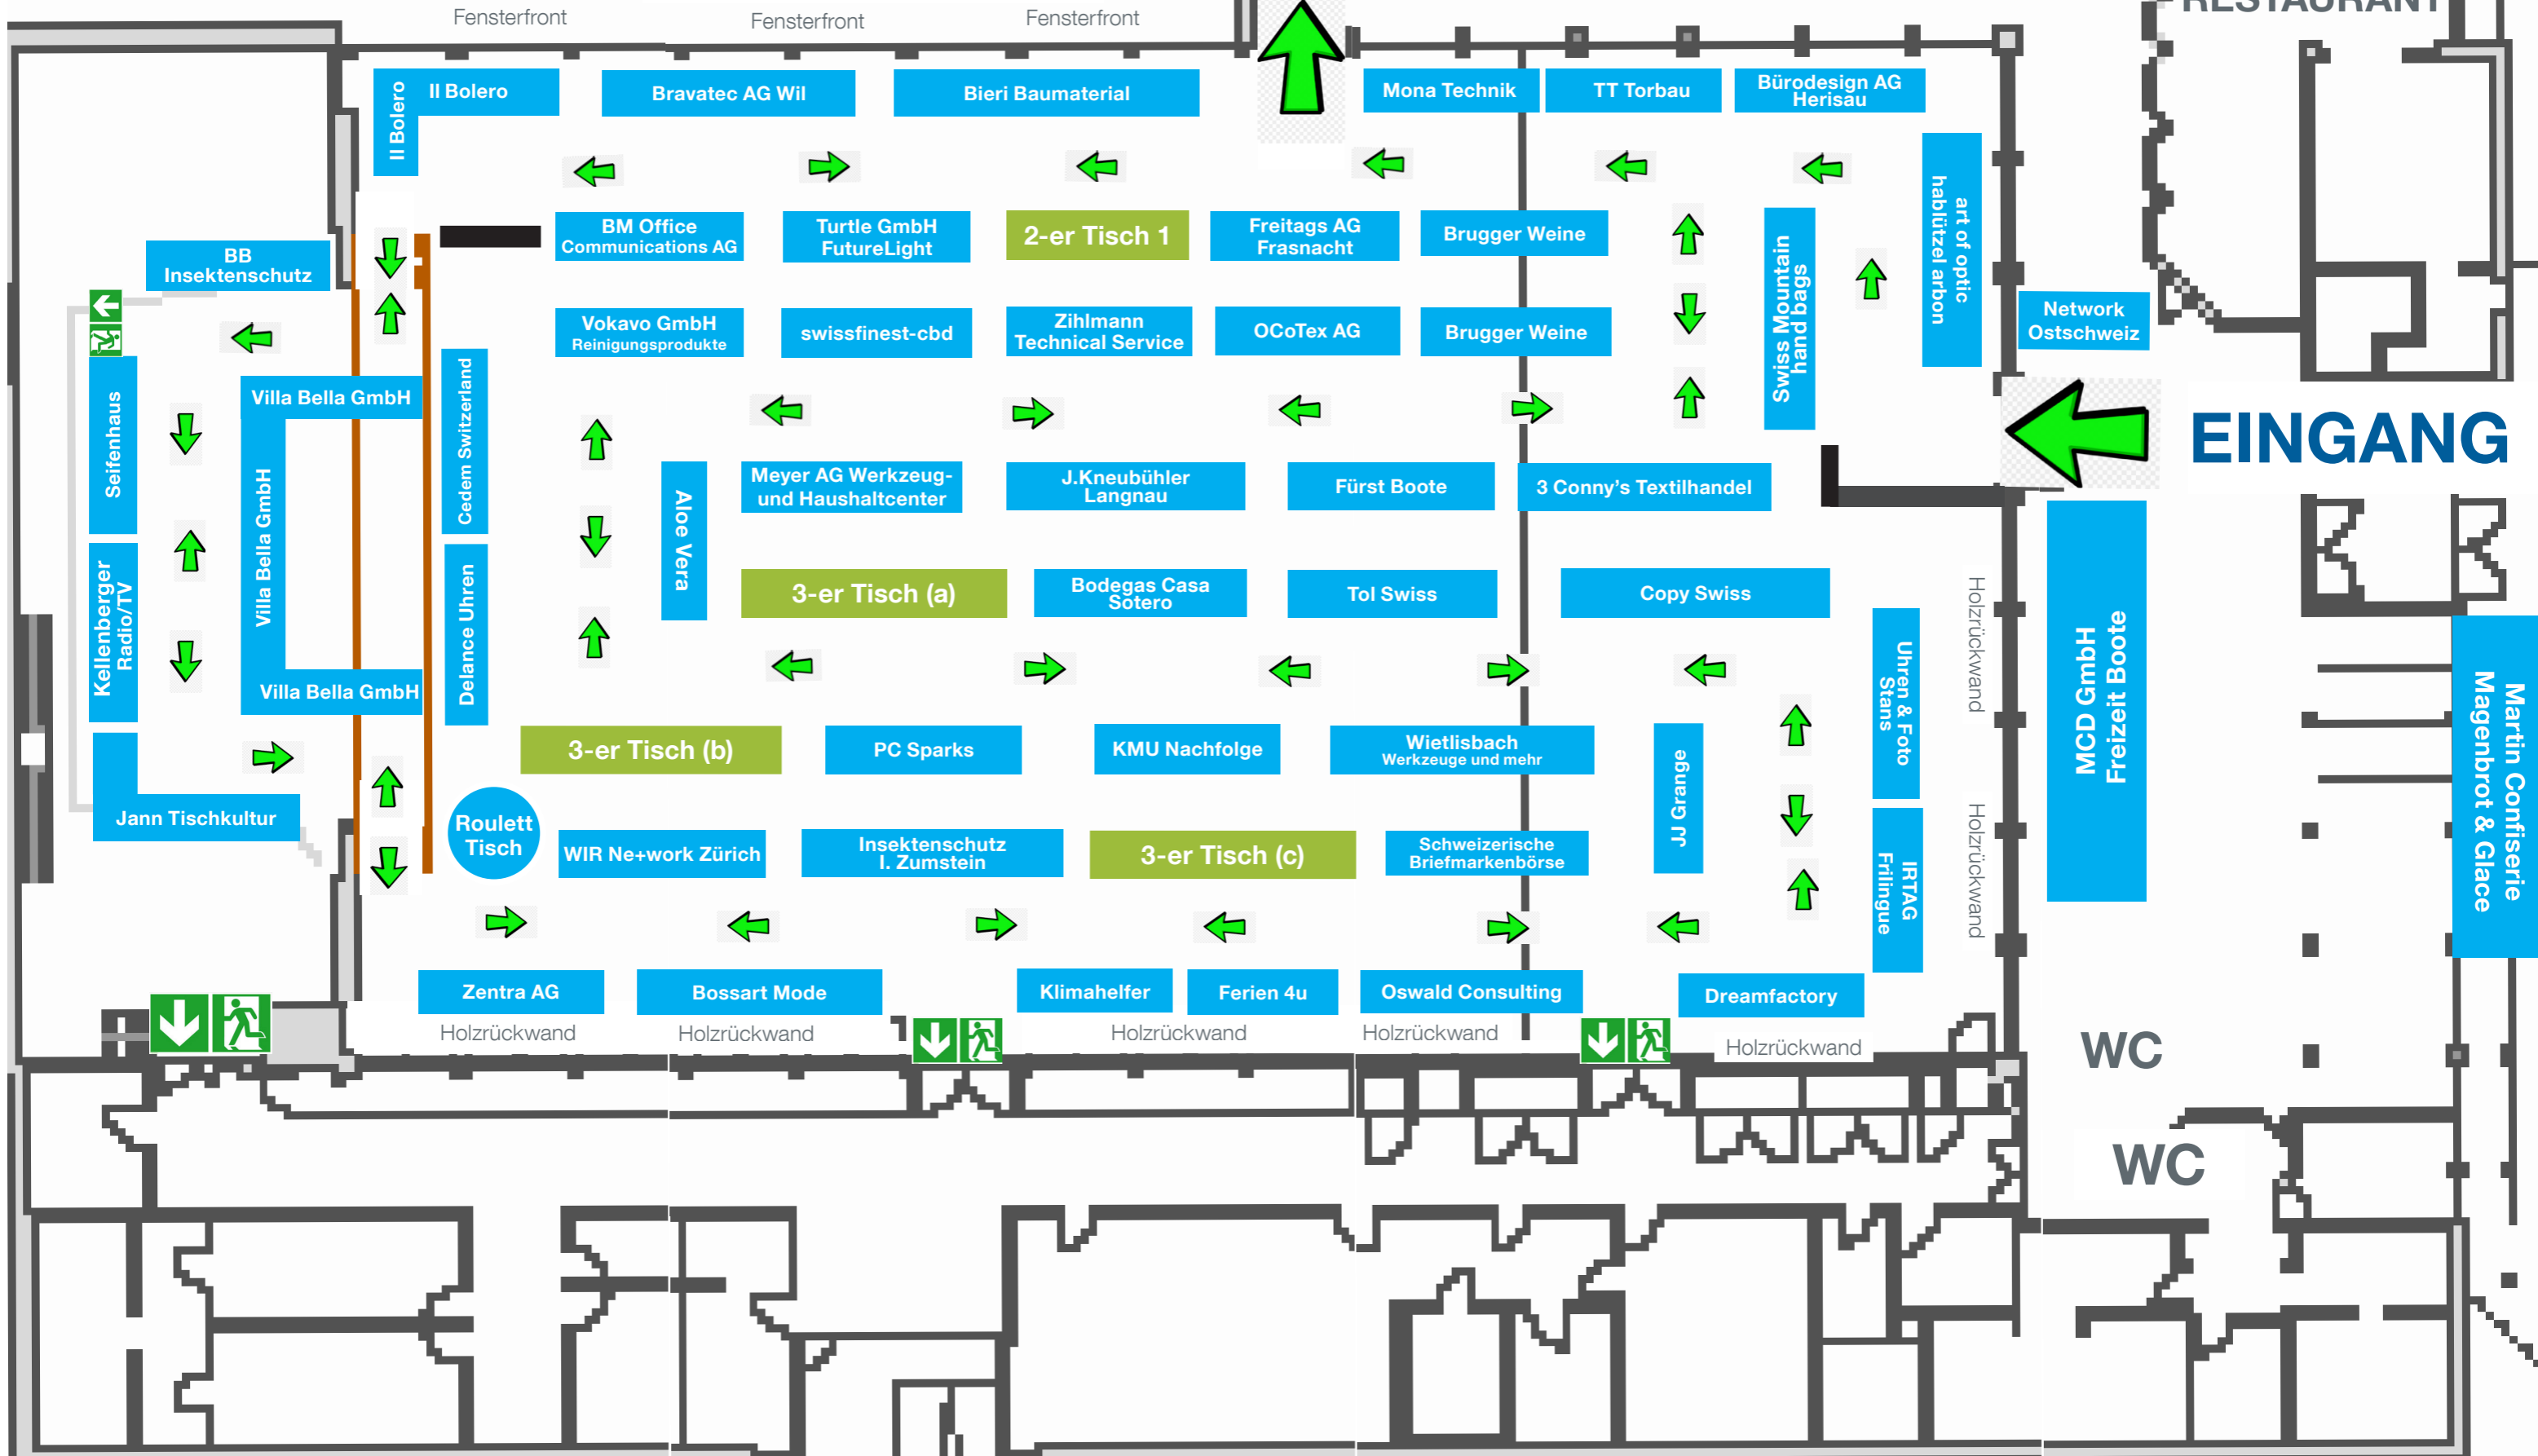 Fensterfront
Fensterfront
Fensterfront
RESTAURANT
Il Bolero
Il Bolero
Bravatec AG Wil
Bieri Baumaterial
Mona Technik
TT Torbau
Bürodesign AG
Herisau
art of optic
hablützel arbon
BM Office
Communications AG
Turtle GmbH
FutureLight
2-er Tisch 1
Freitags AG
Frasnacht
Brugger Weine
Swiss Mountain
hand bags
BB
Insektenschutz
Network
Ostschweiz
Vokavo GmbH
Reinigungsprodukte
swissfinest-cbd
Zihlmann
Technical Service
OCoTex AG
Brugger Weine
EINGANG
Seifenhaus
Villa Bella GmbH
Cedem Switzerland
Villa Bella GmbH
Aloe Vera
Meyer AG Werkzeug-
und Haushaltcenter
J.Kneubühler
Langnau
Fürst Boote
3 Conny's Textilhandel
Kellenberger
Radio/TV
Delance Uhren
3-er Tisch (a)
Bodegas Casa
Sotero
Tol Swiss
Copy Swiss
Holzrückwand
MCD GmbH
Freizeit Boote
Martin Confiserie
Magenbrot & Glace
Uhren & Foto
Stans
Villa Bella GmbH
3-er Tisch (b)
PC Sparks
KMU Nachfolge
Wietlisbach
Werkzeuge und mehr
JJ Grange
Jann Tischkultur
Roulett
Tisch
WIR Ne+work Zürich
Insektenschutz
I. Zumstein
3-er Tisch (c)
Schweizerische
Briefmarkenbörse
IRTAG
Frilingue
Holzrückwand
Zentra AG
Bossart Mode
Klimahelfer
Ferien 4u
Oswald Consulting
Dreamfactory
Holzrückwand
Holzrückwand
Holzrückwand
Holzrückwand
Holzrückwand
WC
WC